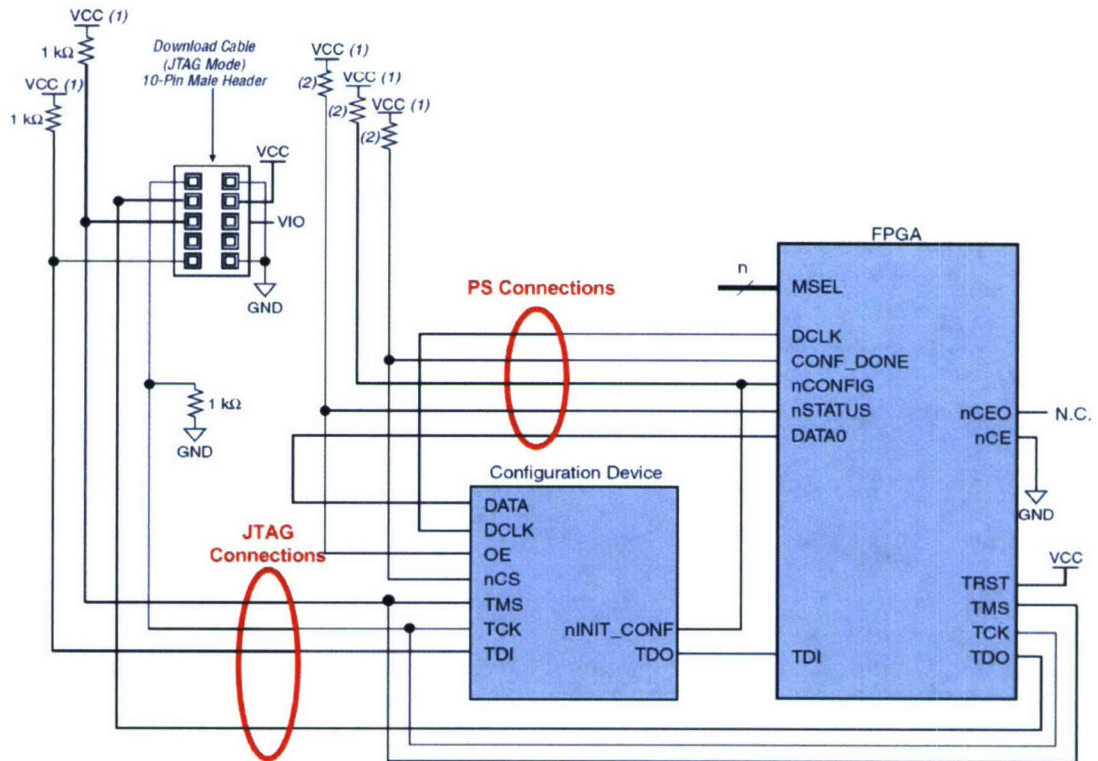 VCC (1)
1 kΩ
VCC (1)
1 kΩ
Download Cable
(JTAG Mode)
10-Pin Male Header
VCC
VIO
GND
1 kΩ
GND
VCC (1)
(2)
VCC (1)
(2)
VCC (1)
(2)
PS Connections
JTAG
Connections
Configuration Device
DATA
DCLK
OE
nCS
TMS
TCK
TDI
nINIT_CONF
TDO
FPGA
n
MSEL
DCLK
CONF_DONE
nCONFIG
nSTATUS
DATA0
TDI
nCEO
N.C.
nCE
GND
VCC
TRST
TMS
TCK
TDO